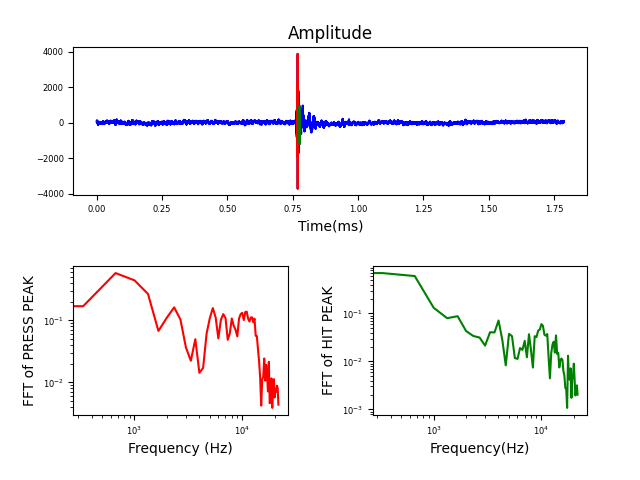 Amplitude
4000
2000
0
−2000
−4000
0.00 0.25 0.50 0.75 1.00 1.25 1.50 1.75
Time(ms)
FFT of PRESS PEAK
10⁻¹
10⁻²
10³ 10⁴
Frequency (Hz)
FFT of HIT PEAK
10⁻¹
10⁻²
10⁻³
10³ 10⁴
Frequency(Hz)